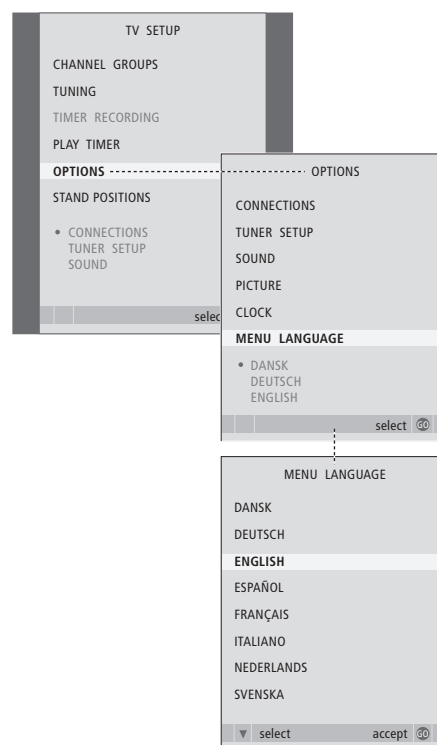 TV SETUP
CHANNEL GROUPS
TUNING
TIMER RECORDING
PLAY TIMER
OPTIONS
STAND POSITIONS
• CONNECTIONS
TUNER SETUP
SOUND
selec
OPTIONS
CONNECTIONS
TUNER SETUP
SOUND
PICTURE
CLOCK
MENU LANGUAGE
• DANSK
DEUTSCH
ENGLISH
select GO
MENU LANGUAGE
DANSK
DEUTSCH
ENGLISH
ESPAÑOL
FRANÇAIS
ITALIANO
NEDERLANDS
SVENSKA
▼ select accept GO